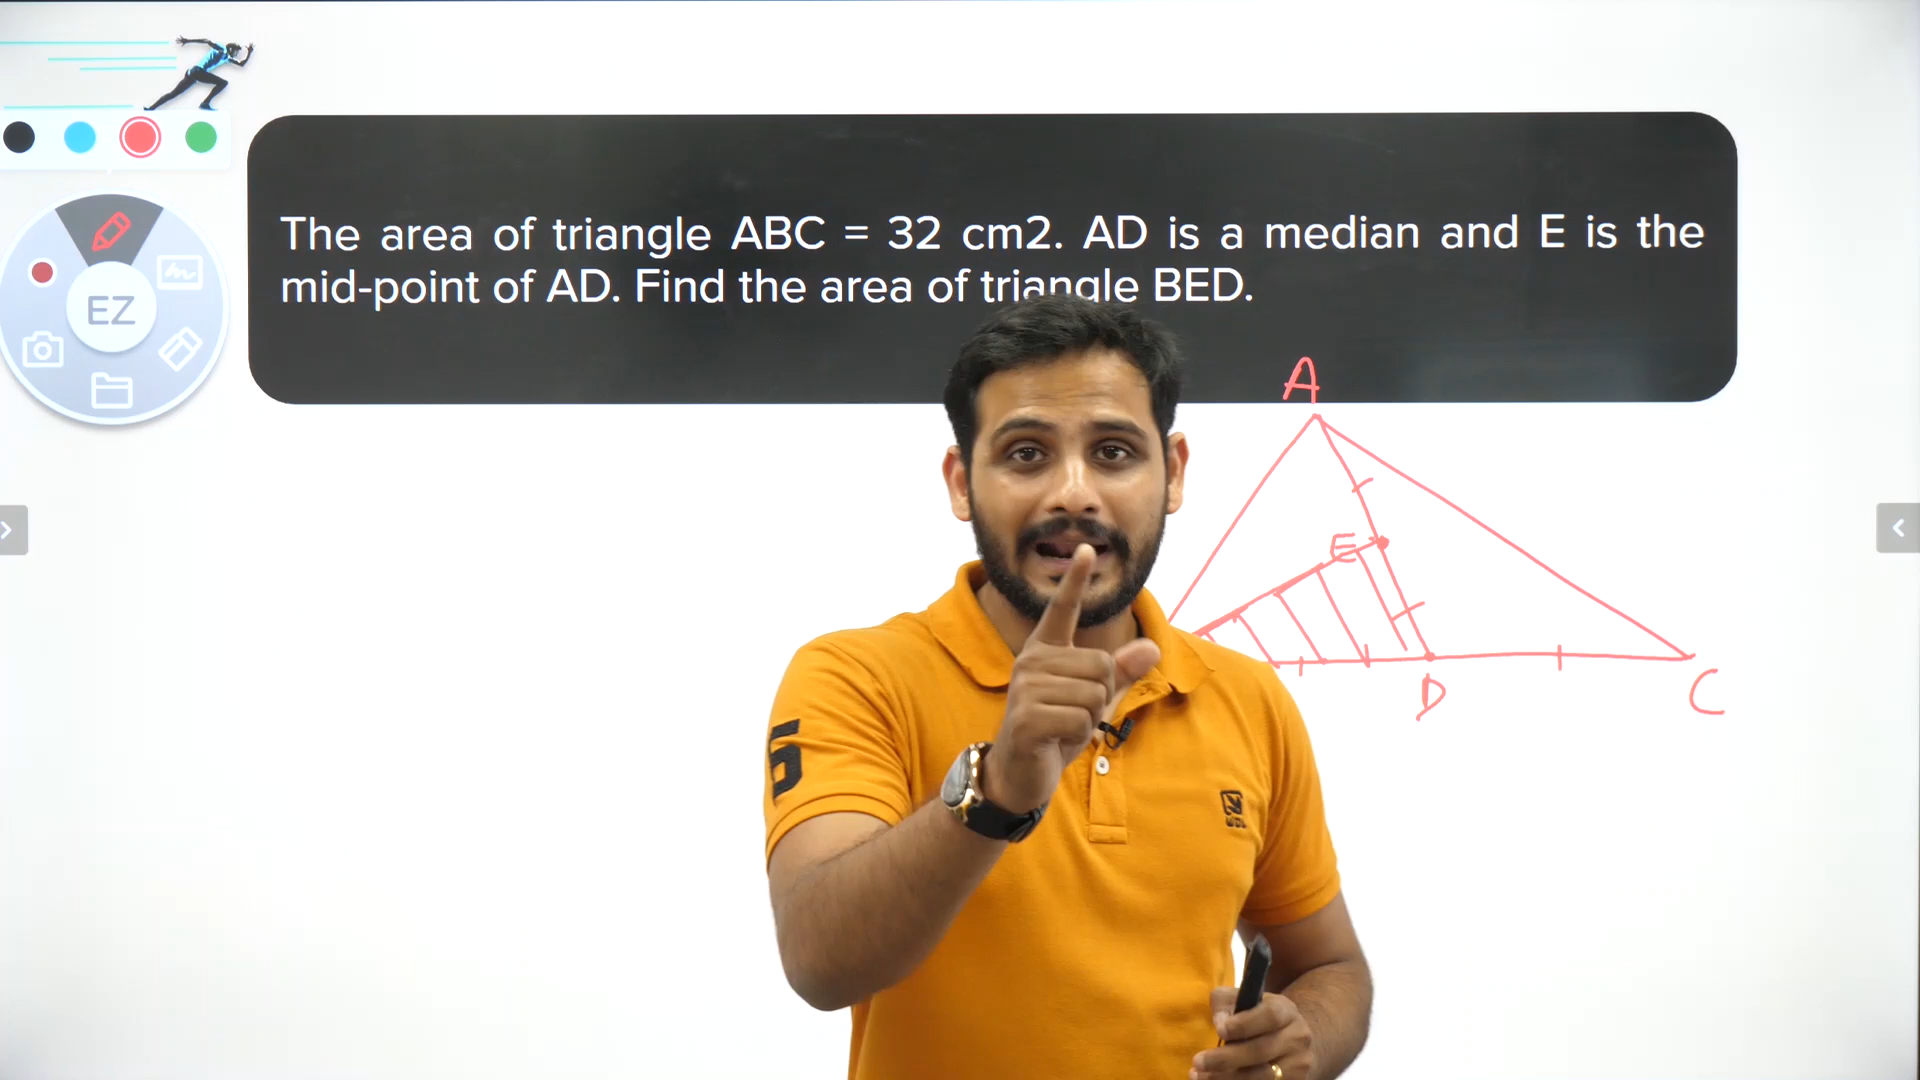 EZ
The area of triangle ABC = 32 cm2. AD is a median and E is the
mid-point of AD. Find the area of triangle BED.
A
E
D
C
5